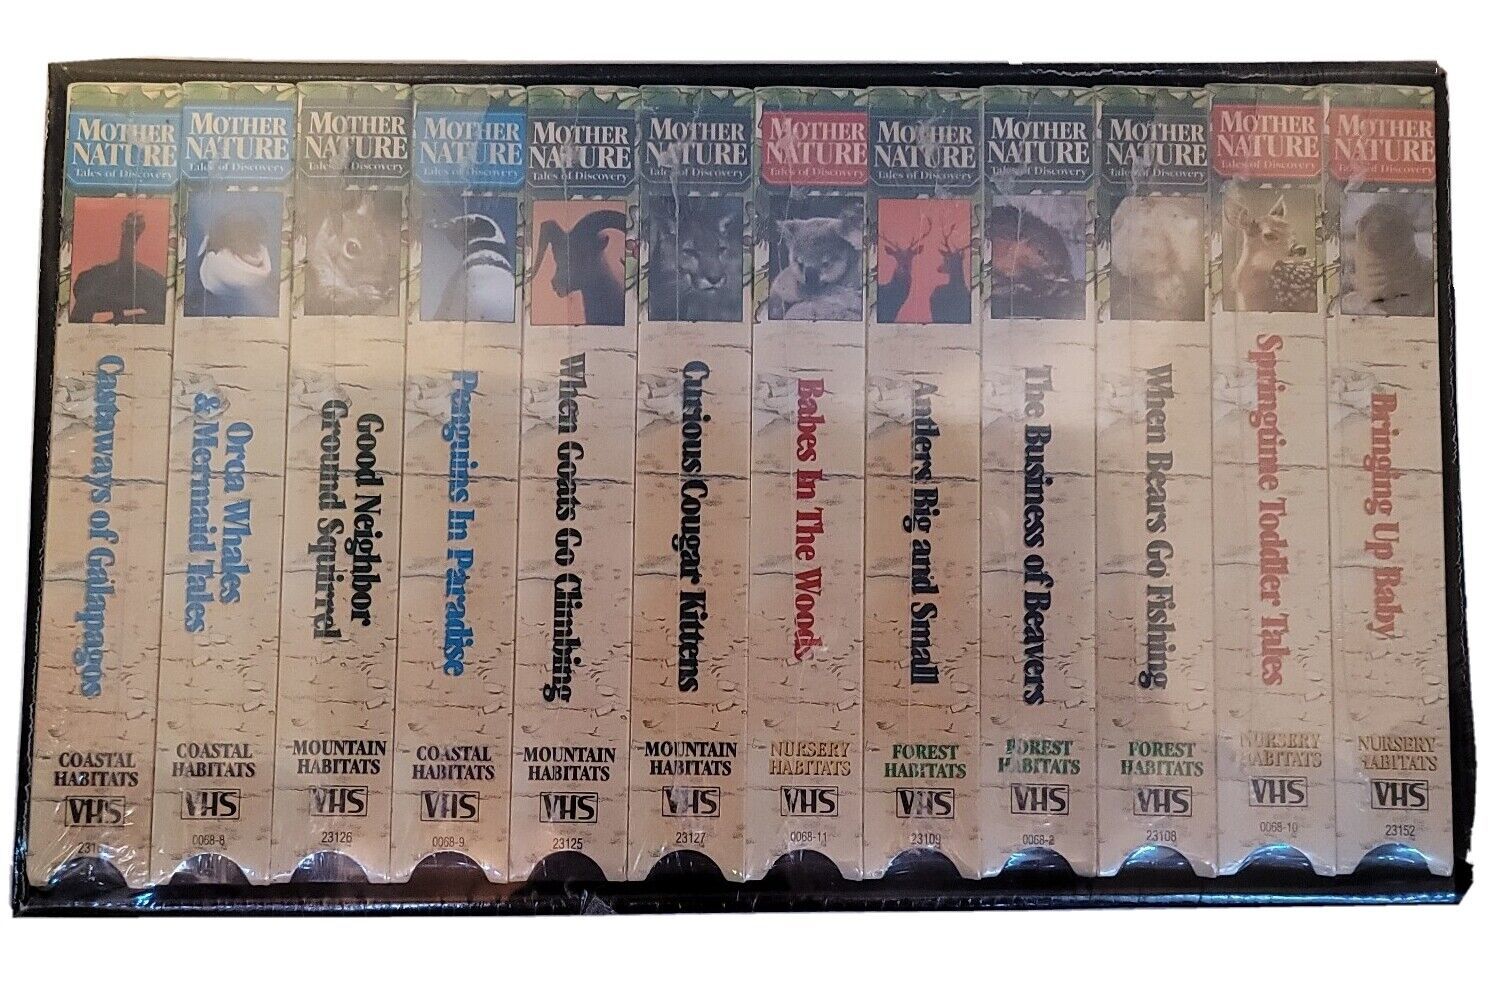 MOTHER
NATURE
Tales of Discovery
Castaways of Galapagos
COASTAL
HABITATS
VHS
MOTHER
NATURE
Tales of Discovery
Orca Whales
& Mermaid Tales
COASTAL
HABITATS
VHS
0068-8
MOTHER
NATURE
Tales of Discovery
Good Neighbor
Ground Squirrel
MOUNTAIN
HABITATS
VHS
23126
MOTHER
NATURE
Tales of Discovery
Penguins In Paradise
COASTAL
HABITATS
VHS
0068-9
MOTHER
NATURE
Tales of Discovery
When Goats Go Climbing
MOUNTAIN
HABITATS
VHS
23125
MOTHER
NATURE
Tales of Discovery
Curious Cougar Kittens
MOUNTAIN
HABITATS
VHS
23127
MOTHER
NATURE
Tales of Discovery
Babes In The Woods
NURSERY
HABITATS
VHS
0068-11
MOTHER
NATURE
Tales of Discovery
Antlers Big and Small
FOREST
HABITATS
VHS
23109
MOTHER
NATURE
Tales of Discovery
The Business of Beavers
FOREST
HABITATS
VHS
0068-2
MOTHER
NATURE
Tales of Discovery
When Bears Go Fishing
FOREST
HABITATS
VHS
23108
MOTHER
NATURE
Tales of Discovery
Springtime Toddler Tales
NURSERY
HABITATS
VHS
0068-10
MOTHER
NATURE
Tales of Discovery
Bringing Up Baby
NURSERY
HABITATS
VHS
23152